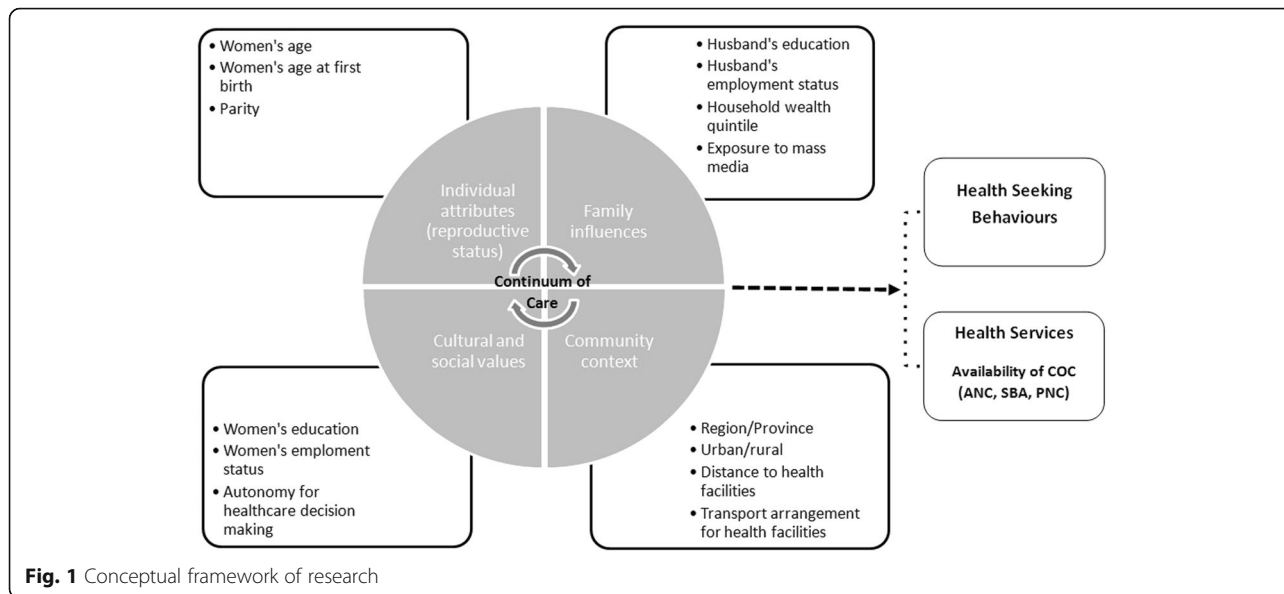 • Women's age
• Women's age at first
birth
• Parity
• Husband's education
• Husband's
employment status
• Household wealth
quintile
• Exposure to mass
media
Individual
attributes
(reproductive
status)
Family
influences
Continuum of
Care
Cultural and
social values
Community
context
• Women's education
• Women's emploment
status
• Autonomy for
healthcare decision
making
• Region/Province
• Urban/rural
• Distance to health
facilities
• Transport arrangement
for health facilities
Health Seeking
Behaviours
Health Services
Availability of COC
(ANC, SBA, PNC)
Fig. 1 Conceptual framework of research